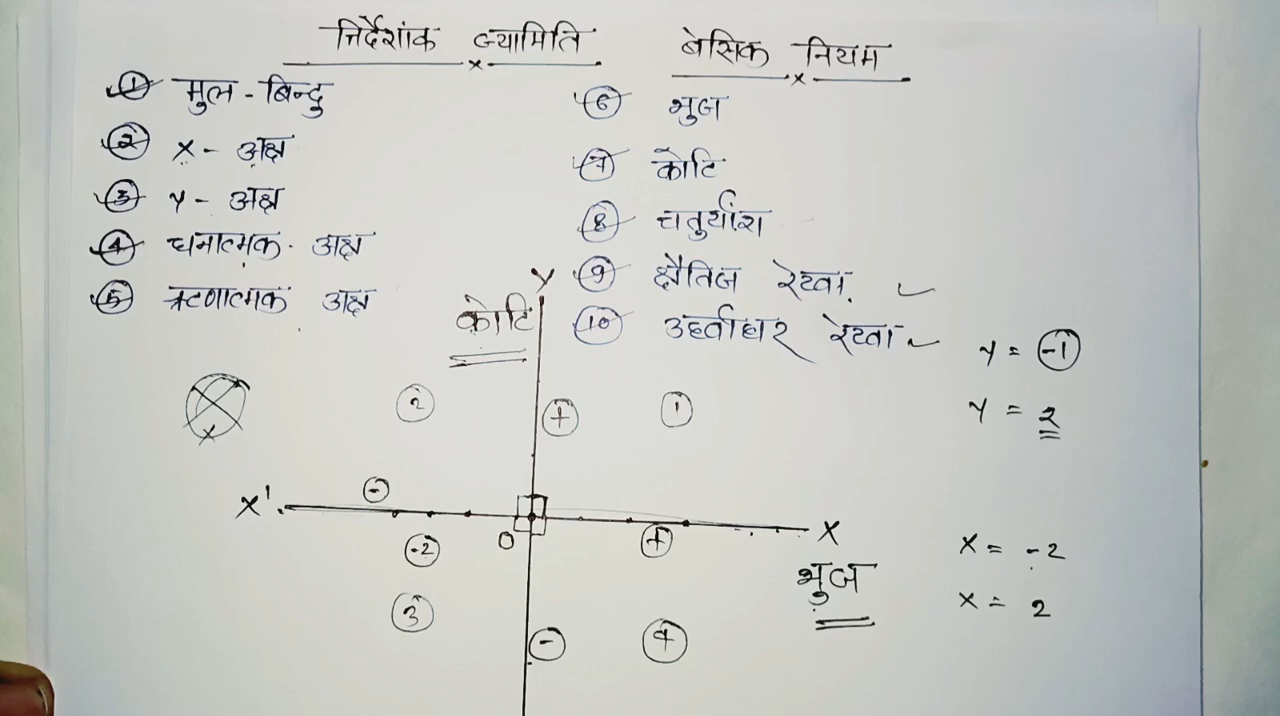 निर्देशांक ज्यामिति बेसिक नियम
① मुल-बिन्दु
② x- अक्ष
③ y- अक्ष
④ धनात्मक- अक्ष
⑤ ऋणात्मक अक्ष
⑥ भुज
⑦ कोटि
⑧ चतुर्थांश
⑨ क्षैतिज रेखा
⑩ उर्ध्वाधर रेखा
Y
कोटि
y = -1
y = 2
2
+
1
-
X'
O
X
-2
+
भुज
x = -2
x = 2
3
-
4